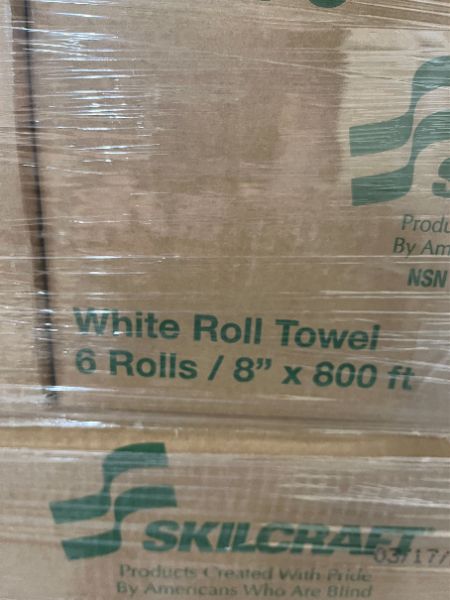 Produ
By Am
NSN
White Roll Towel
6 Rolls / 8” x 800 ft
SKILCRAFT
03/17/
Products Created With Pride
By Americans Who Are Blind